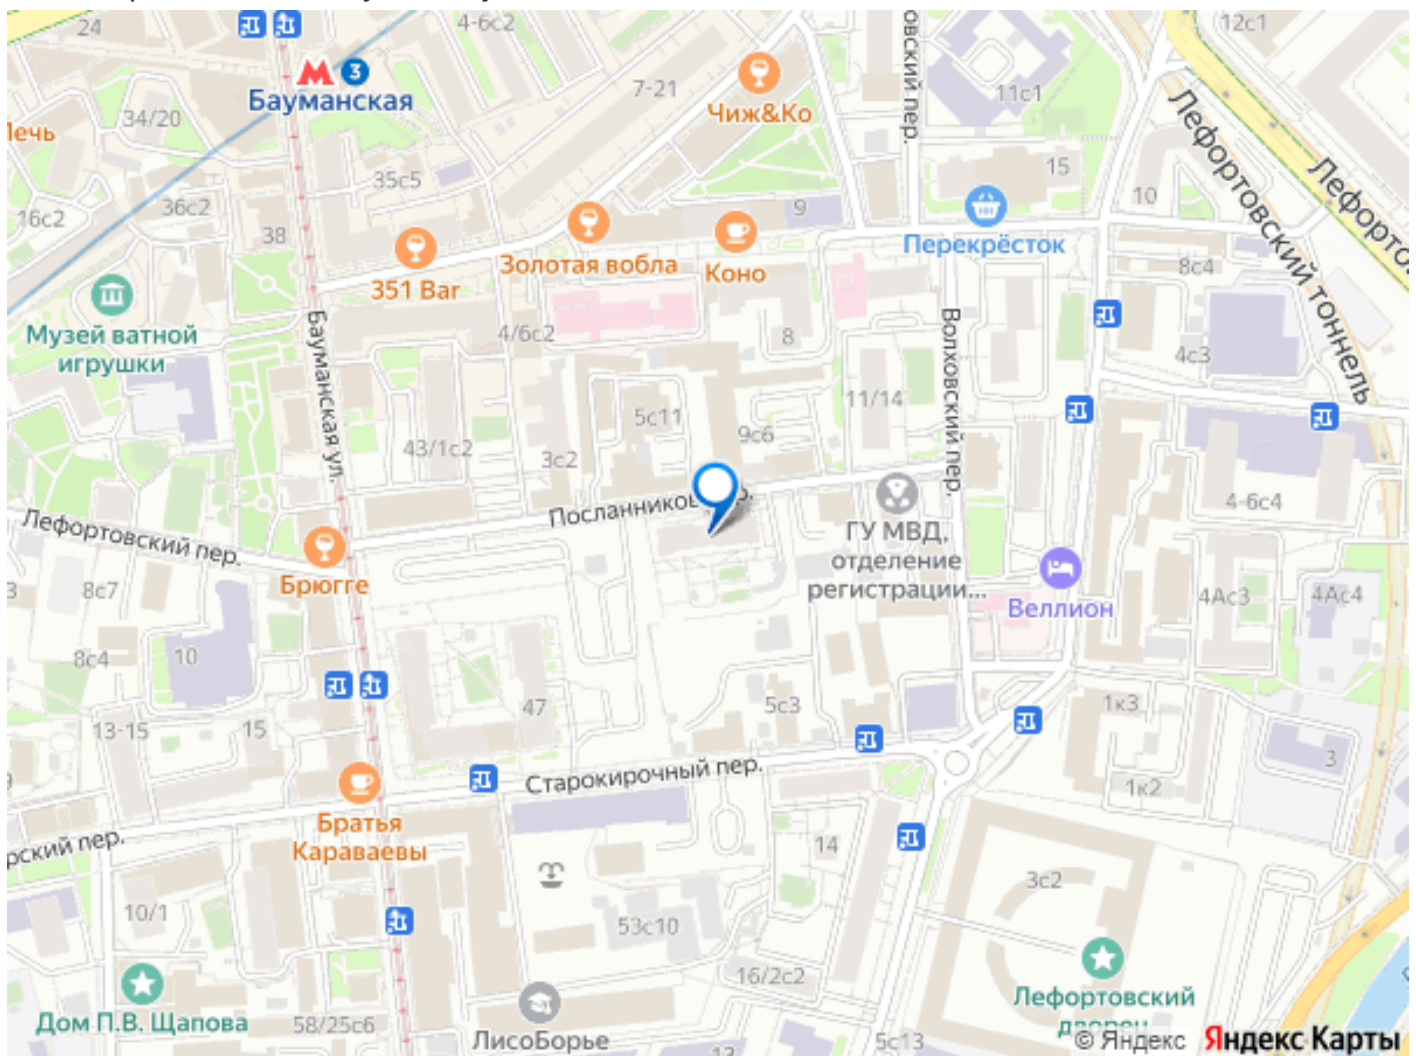 24
4-6с2
12с1
3
Бауманская
7-21
Чиж&Ко
овский пер.
11с1
Лефортовский тоннель
Лефорто
34/20
Печь
35с5
15
10
36с2
16с2
38
9
Перекрёсток
351 Bar
Золотая вобла
Коно
8с4
Музей ватной
игрушки
Бауманская ул.
4/6с2
8
Волховский пер.
4с3
11/14
5с11
9с6
43/1с2
3с2
4-6с4
Посланников
Лефортовский пер.
ГУ МВД,
отделение
регистрации...
Брюгге
3
8с7
Веллион
4Ас3
4Ас4
8с4
10
47
5с3
1к3
13-15
15
3
Старокирочный пер.
1к2
9
Братья
Караваевы
рский пер.
14
3с2
10/1
53с10
16/2с2
Лефортовский
дворец
Дом П.В. Щапова
58/25с6
ЛисоБорье
5с13
13
© Яндекс Яндекс Карты